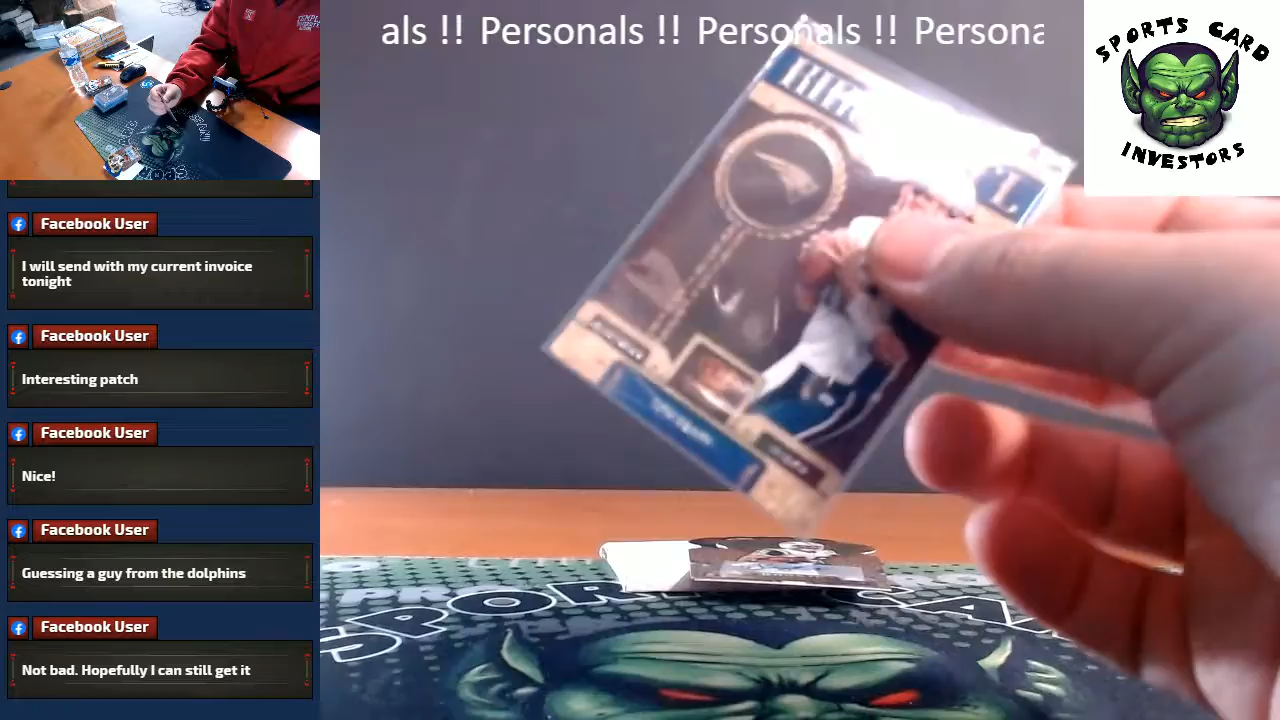 als !! Personals !! Personals !! Persona
SPORTS CARD
INVESTORS
Facebook User
I will send with my current invoice
tonight
Facebook User
Interesting patch
Facebook User
Nice!
Facebook User
Guessing a guy from the dolphins
Facebook User
Not bad. Hopefully I can still get it